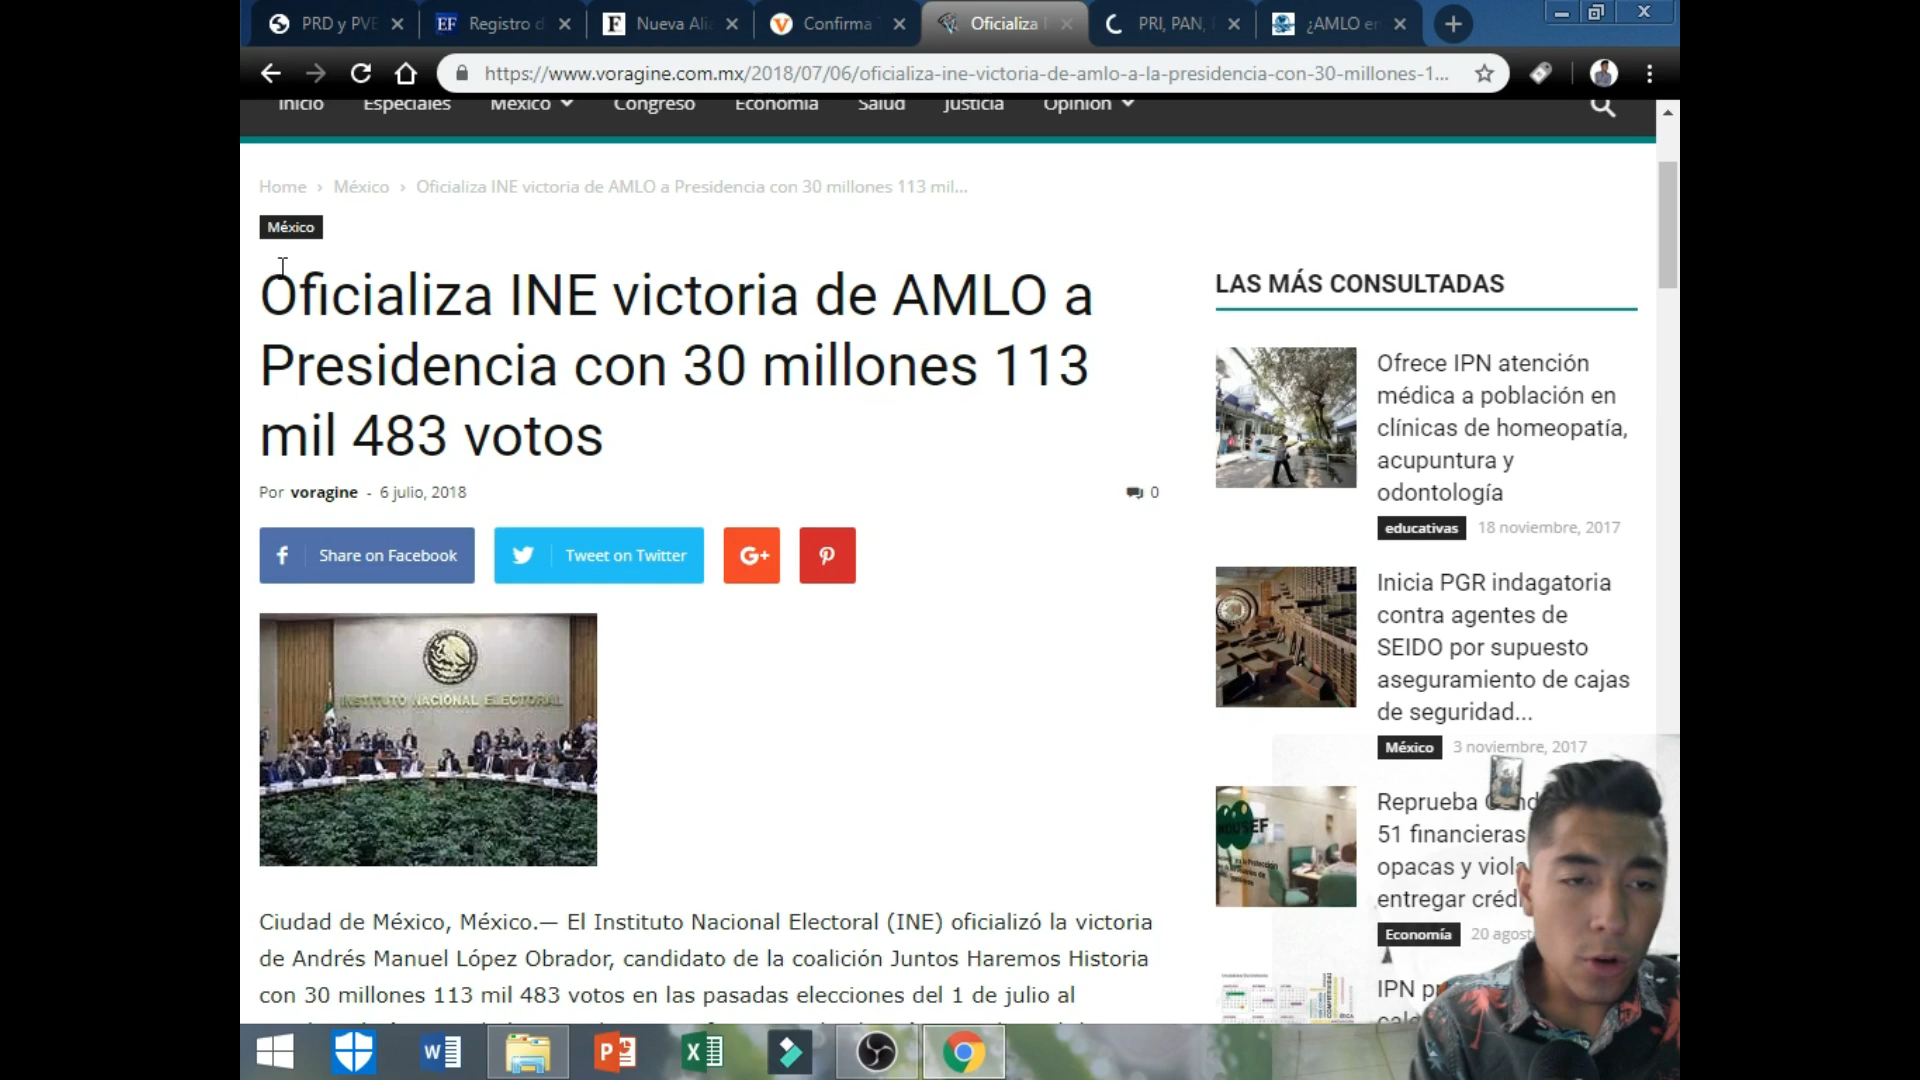 PRD y PVE
EF Registro d
F Nueva Ali
Confirma
Oficializa
PRI, PAN,
¿AMLO en
https://www.voragine.com.mx/2018/07/06/oficializa-ine-victoria-de-amlo-a-la-presidencia-con-30-millones-1...
Inicio Especiales México Congreso Economía Salud Justicia Opinión
Home › México › Oficializa INE victoria de AMLO a Presidencia con 30 millones 113 mil...
México
Oficializa INE victoria de AMLO a
Presidencia con 30 millones 113
mil 483 votos
Por voragine - 6 julio, 2018
0
Share on Facebook
Tweet on Twitter
G+
INSTITUTO NACIONAL ELECTORAL
Ciudad de México, México.— El Instituto Nacional Electoral (INE) oficializó la victoria
de Andrés Manuel López Obrador, candidato de la coalición Juntos Haremos Historia
con 30 millones 113 mil 483 votos en las pasadas elecciones del 1 de julio al
LAS MÁS CONSULTADAS
Ofrece IPN atención
médica a población en
clínicas de homeopatía,
acupuntura y
odontología
educativas 18 noviembre, 2017
Inicia PGR indagatoria
contra agentes de
SEIDO por supuesto
aseguramiento de cajas
de seguridad...
México 3 noviembre, 2017
Reprueba
51 financieras
opacas y viol
entregar créd
Economía 20 agost
IPN